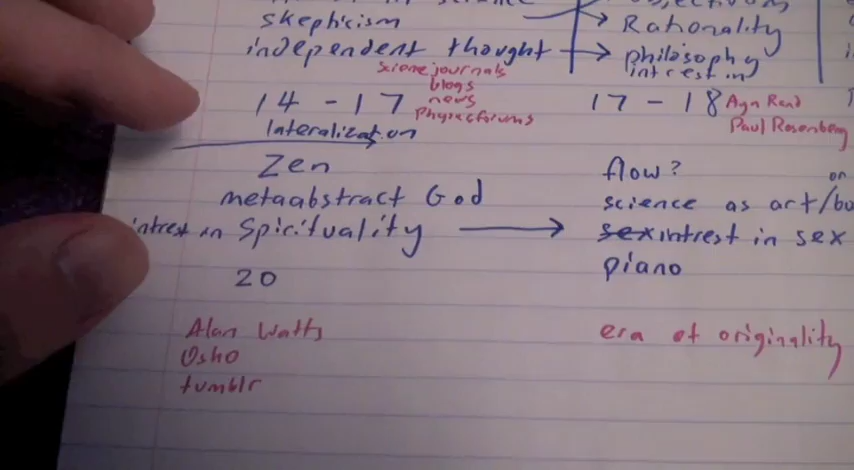 skepticism
Rationality
independent thought → philosophy
intrest in
science journals
blogs
news
physicsforums
14 - 17
17 - 18
Ayn Rand
Paul Rosenberg
lateralization
Zen
flow?
on
metaabstract God
science as art/
intrest in Spirituality → intrest in sex
20
piano
Alan Watts
Osho
tumblr
era of originality